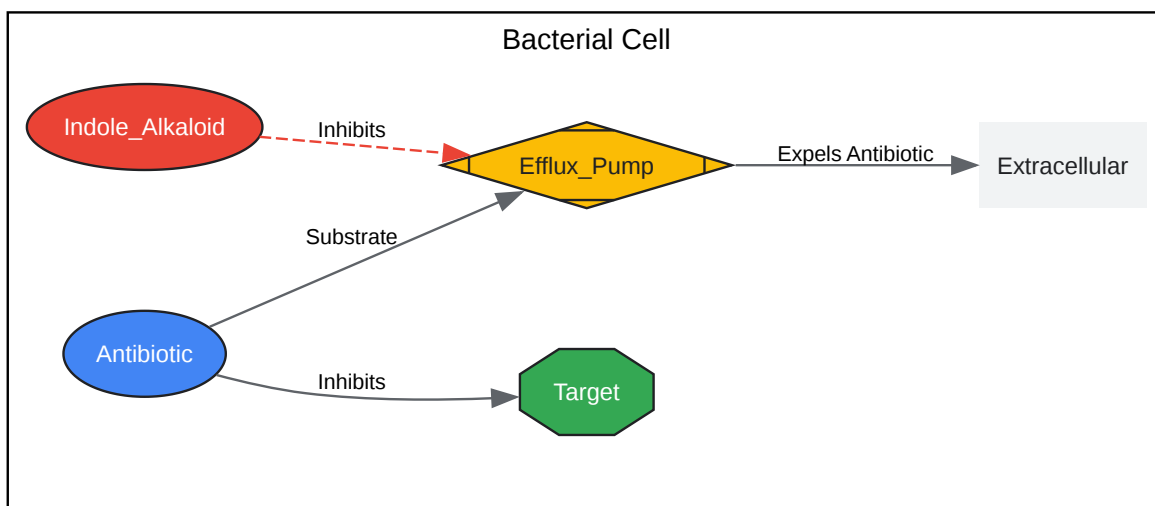 Bacterial Cell
Indole_Alkaloid
Inhibits
Efflux_Pump
Expels Antibiotic
Extracellular
Substrate
Antibiotic
Inhibits
Target